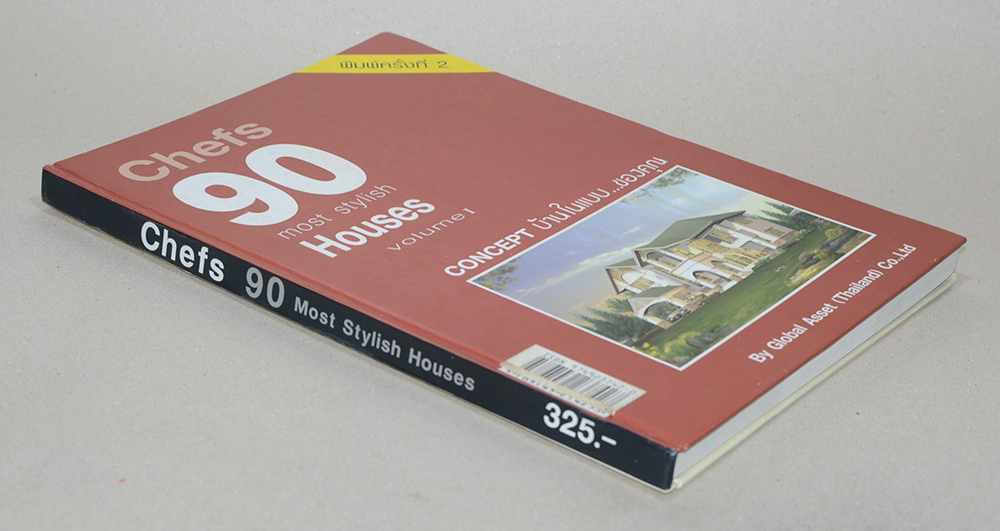 พิมพ์ครั้งที่ 2
Chefs
90
most stylish
Houses
volume I
CONCEPT บ้านในแบบ...ของคุณ
By Global Asset (Thailand) Co.,Ltd
Chefs 90 Most Stylish Houses 325.-